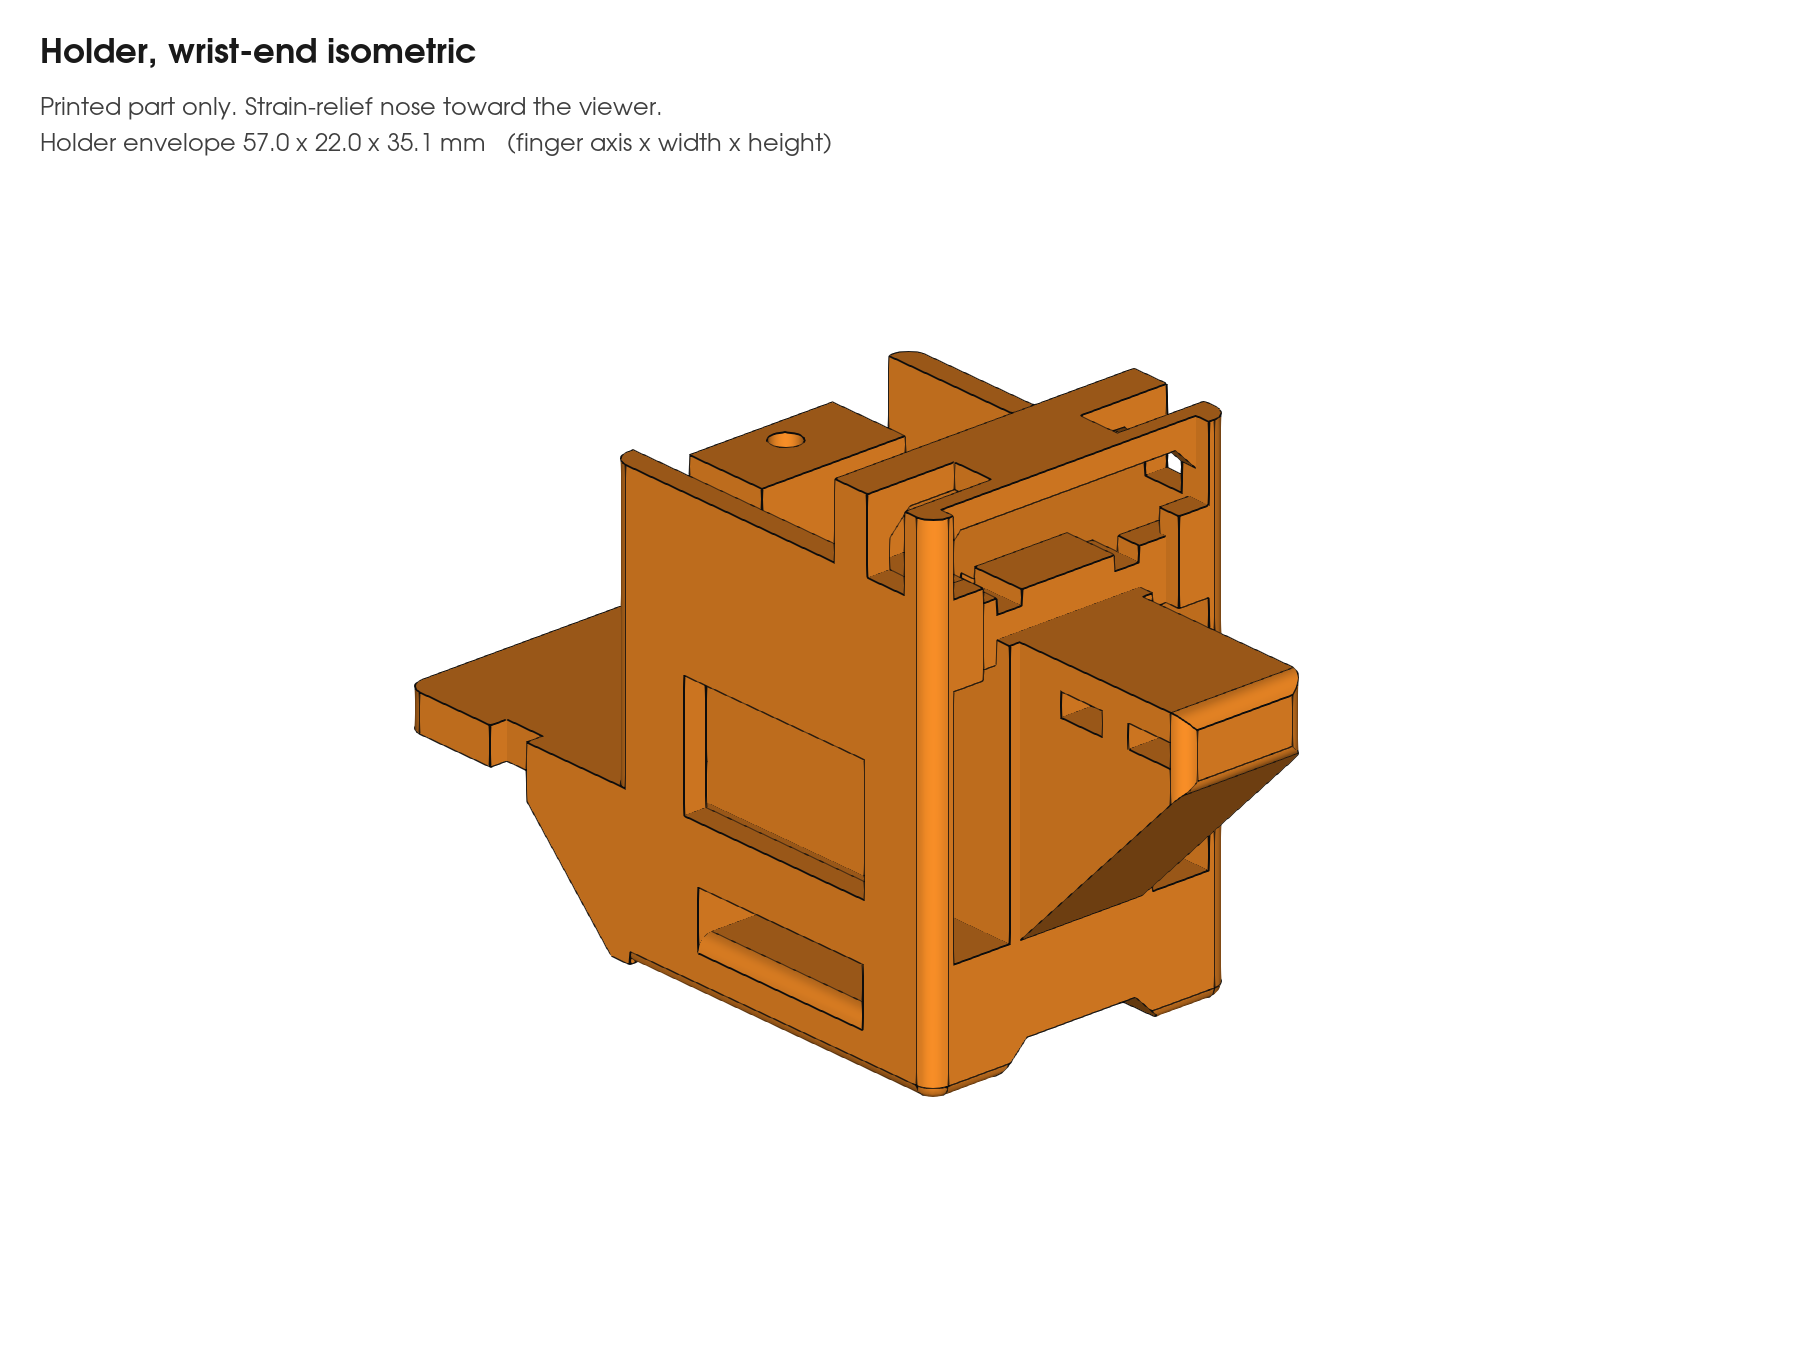 Holder, wrist-end isometric
Printed part only. Strain-relief nose toward the viewer.
Holder envelope 57.0 x 22.0 x 35.1 mm (finger axis x width x height)